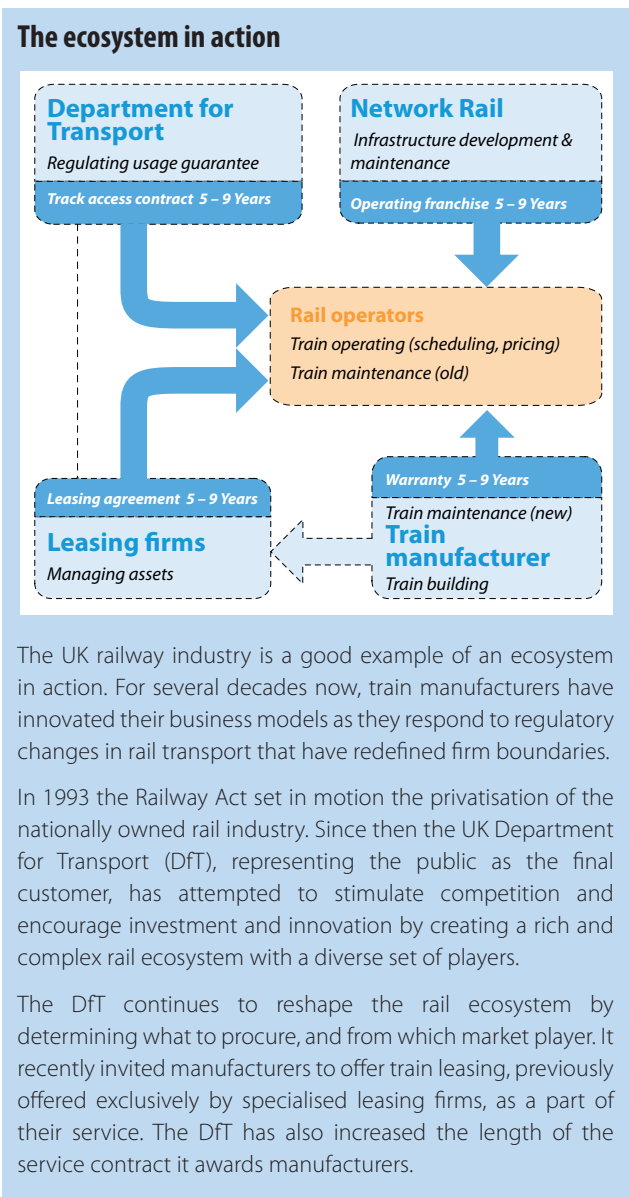 The ecosystem in action
Department for
Transport
Regulating usage guarantee
Track access contract 5 – 9 Years
Network Rail
Infrastructure development &
maintenance
Operating franchise 5 – 9 Years
Rail operators
Train operating (scheduling, pricing)
Train maintenance (old)
Leasing agreement 5 – 9 Years
Leasing firms
Managing assets
Warranty 5 – 9 Years
Train maintenance (new)
Train
manufacturer
Train building
The UK railway industry is a good example of an ecosystem
in action. For several decades now, train manufacturers have
innovated their business models as they respond to regulatory
changes in rail transport that have redefined firm boundaries.
In 1993 the Railway Act set in motion the privatisation of the
nationally owned rail industry. Since then the UK Department
for Transport (DfT), representing the public as the final
customer, has attempted to stimulate competition and
encourage investment and innovation by creating a rich and
complex rail ecosystem with a diverse set of players.
The DfT continues to reshape the rail ecosystem by
determining what to procure, and from which market player. It
recently invited manufacturers to offer train leasing, previously
offered exclusively by specialised leasing firms, as a part of
their service. The DfT has also increased the length of the
service contract it awards manufacturers.